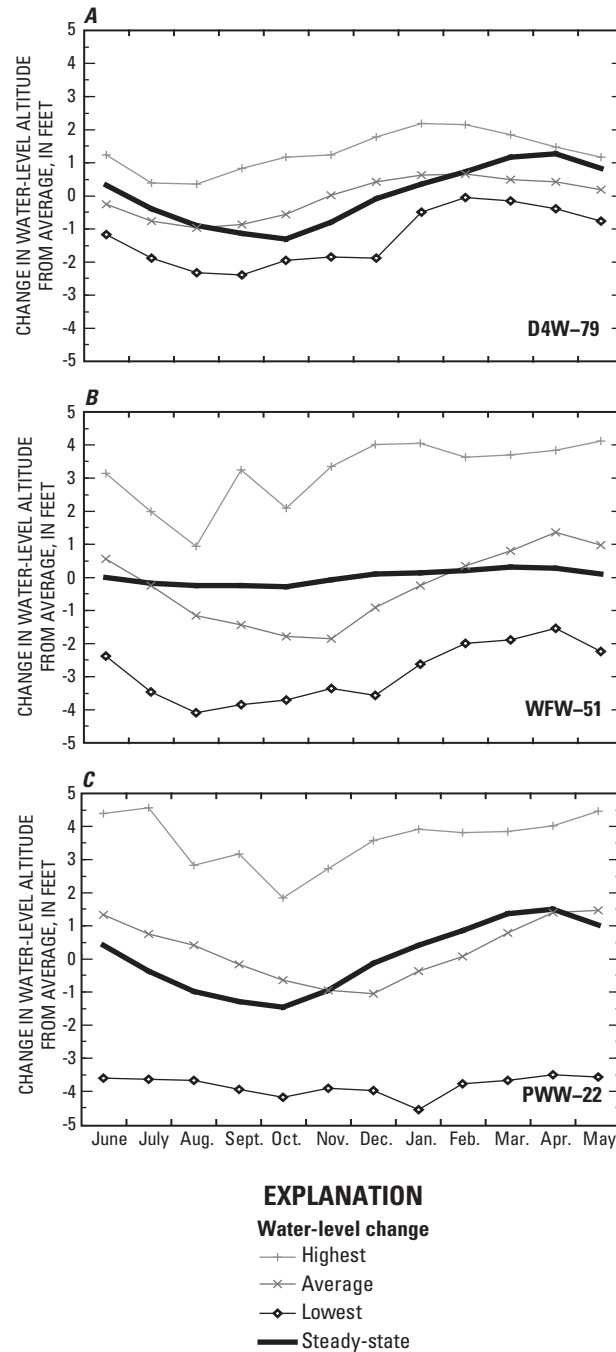 A
5
4
3
2
1
0
-1
-2
-3
-4
-5
CHANGE IN WATER-LEVEL ALTITUDE
FROM AVERAGE, IN FEET
D4W–79
B
5
4
3
2
1
0
-1
-2
-3
-4
-5
CHANGE IN WATER-LEVEL ALTITUDE
FROM AVERAGE, IN FEET
WFW–51
C
5
4
3
2
1
0
-1
-2
-3
-4
-5
CHANGE IN WATER-LEVEL ALTITUDE
FROM AVERAGE, IN FEET
PWW–22
June July Aug. Sept. Oct. Nov. Dec. Jan. Feb. Mar. Apr. May
EXPLANATION
Water-level change
Highest
Average
Lowest
Steady-state